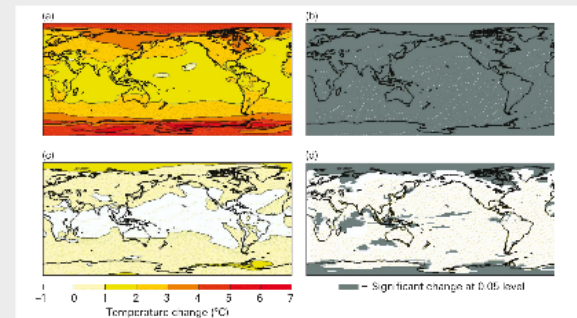 (a)
(b)
(c)
(d)
-1 0 1 2 3 4 5 6 7
Temperature change (°C)
= Significant change at 0.05 level